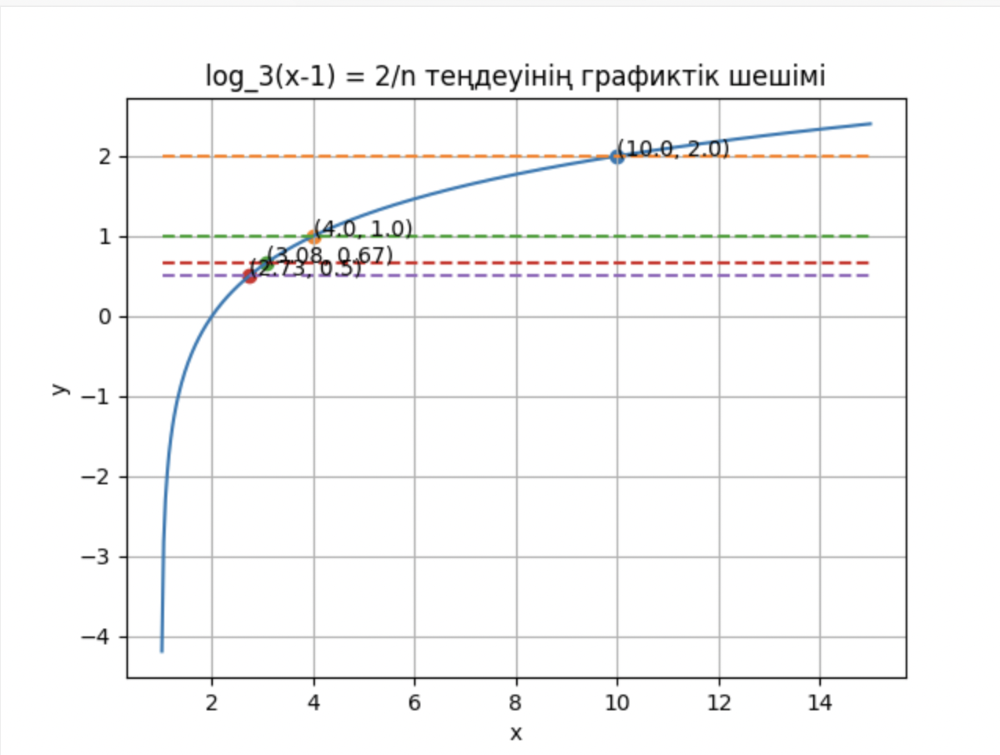 log_3(x-1) = 2/n теңдеуінің графиктік шешімі
2
(10.0, 2.0)
1
(4.0, 1.0)
(3.08, 0.67)
(2.73, 0.5)
0
y
−1
−2
−3
−4
2 4 6 8 10 12 14
x